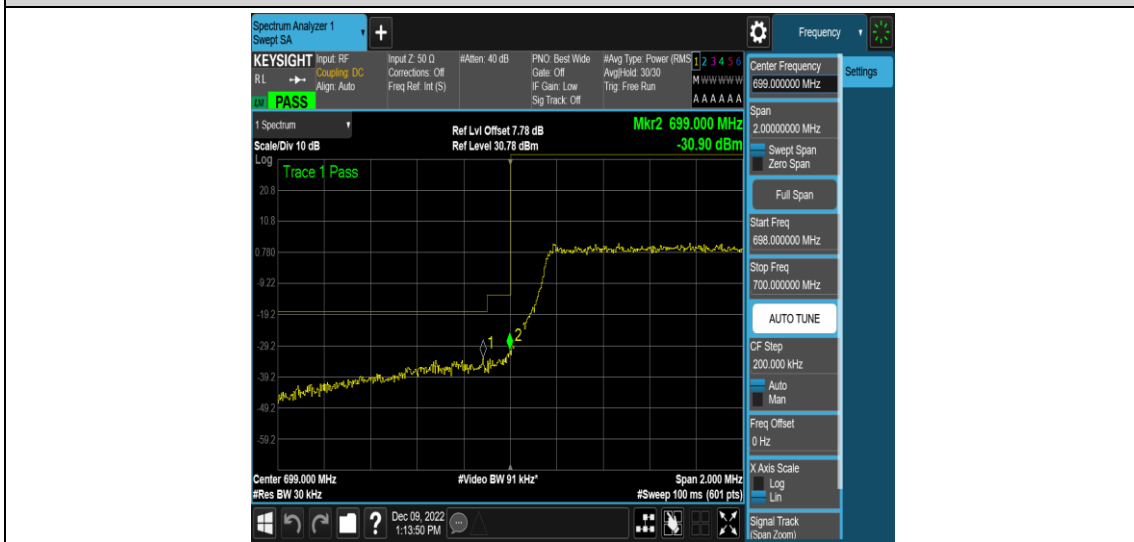 Spectrum Analyzer 1
Swept SA
+
Frequency
KEYSIGHT
RL
PASS
Input: RF
Coupling: DC
Align: Auto
Input Z: 50 Ω
Corrections: Off
Freq Ref: Int (S)
#Atten: 40 dB
PNO: Best Wide
Gate: Off
IF Gain: Low
Sig Track: Off
#Avg Type: Power (RMS
Avg|Hold: 30/30
Trig: Free Run
1 2 3 4 5 6
M W W W W W
A A A A A A
1 Spectrum
Scale/Div 10 dB
Ref Lvl Offset 7.78 dB
Ref Level 30.78 dBm
Mkr2 699.000 MHz
-30.90 dBm
Log
Trace 1 Pass
20.8
10.8
0.780
-9.22
-19.2
-29.2
-39.2
-49.2
-59.2
1
2
Center 699.000 MHz
#Res BW 30 kHz
#Video BW 91 kHz*
Span 2.000 MHz
#Sweep 100 ms (601 pts)
Center Frequency
699.000000 MHz
Settings
Span
2.00000000 MHz
Swept Span
Zero Span
Full Span
Start Freq
698.000000 MHz
Stop Freq
700.000000 MHz
AUTO TUNE
CF Step
200.000 kHz
Auto
Man
Freq Offset
0 Hz
X Axis Scale
Log
Lin
Signal Track
(Span Zoom)
?
Dec 09, 2022
1:13:50 PM